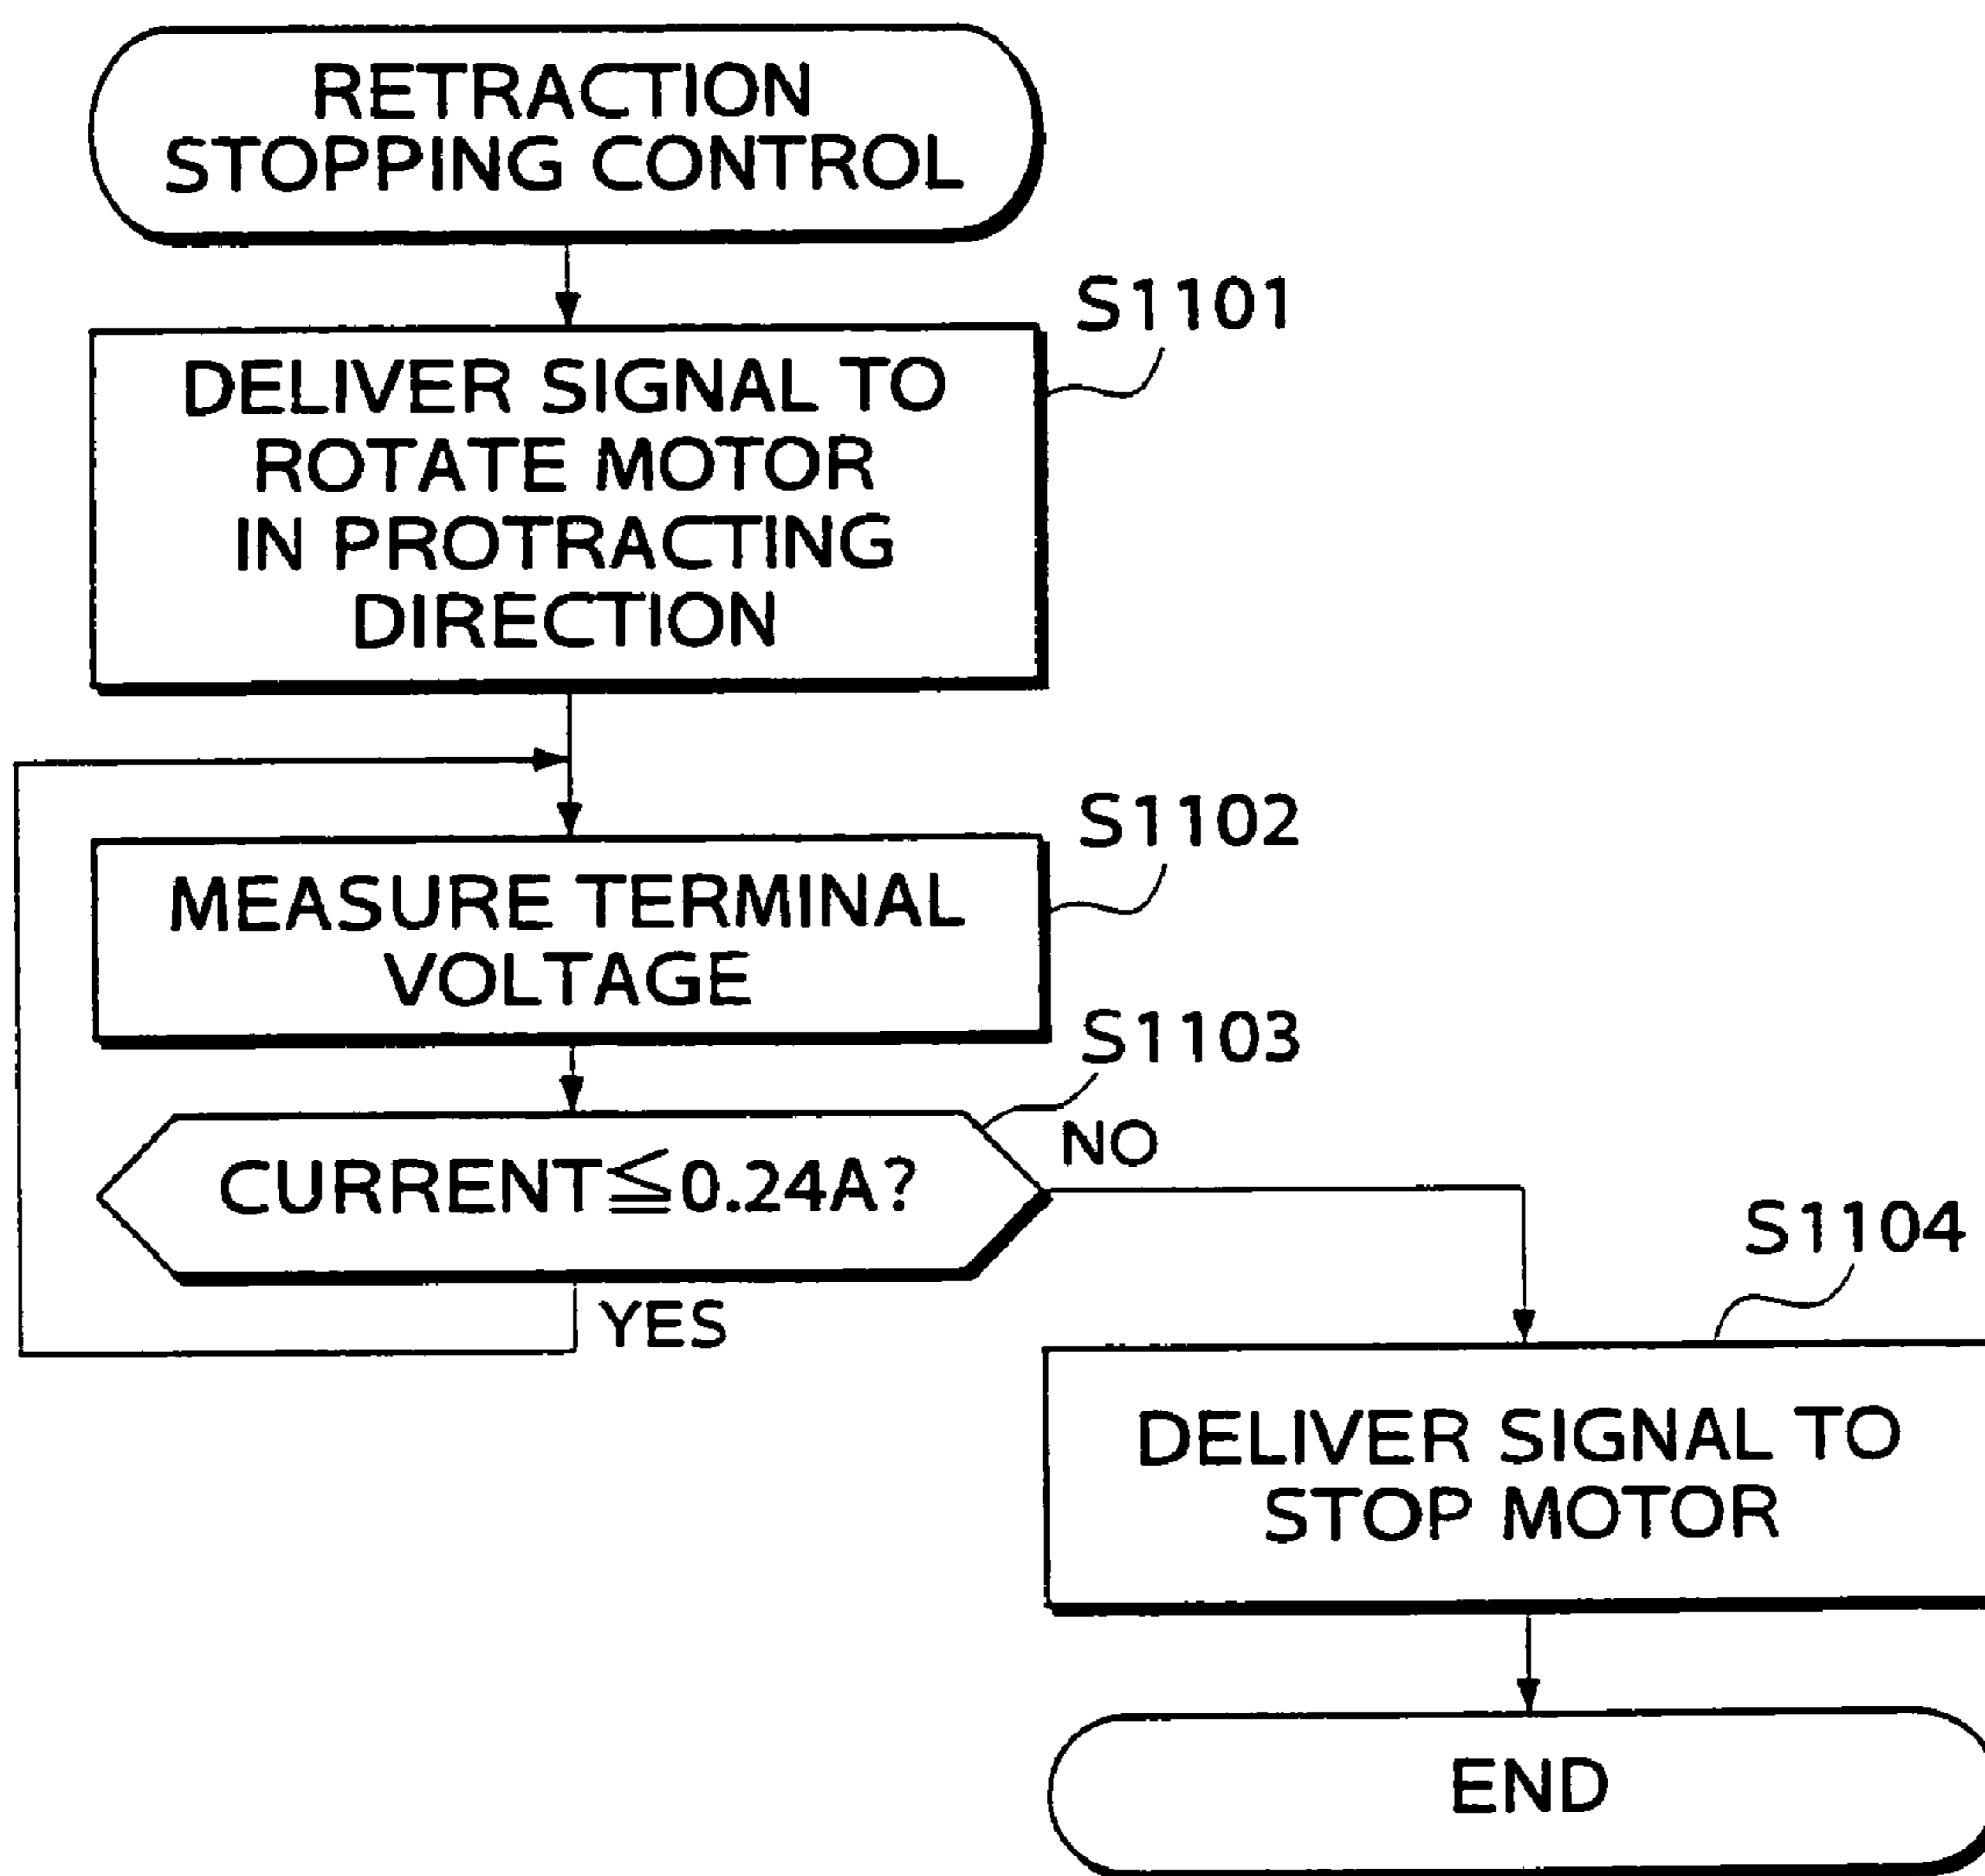 RETRACTION
STOPPING CONTROL
S1101
DELIVER SIGNAL TO
ROTATE MOTOR
IN PROTRACTING
DIRECTION
S1102
MEASURE TERMINAL
VOLTAGE
S1103
CURRENT≦0.24A?
NO
YES
S1104
DELIVER SIGNAL TO
STOP MOTOR
END